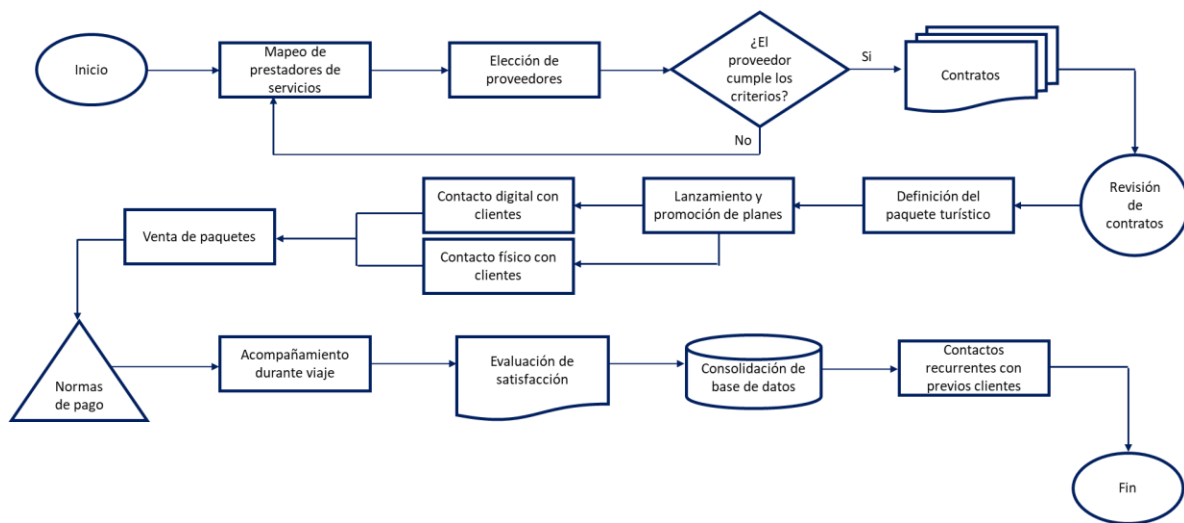 Inicio
Mapeo de
prestadores de
servicios
Elección de
proveedores
¿El
proveedor
cumple los
criterios?
Si
No
Contratos
Revisión
de
contratos
Definición del
paquete turístico
Lanzamiento y
promoción de planes
Contacto digital con
clientes
Contacto físico con
clientes
Venta de paquetes
Normas
de pago
Acompañamiento
durante viaje
Evaluación de
satisfacción
Consolidación de
base de datos
Contactos
recurrentes con
previos clientes
Fin